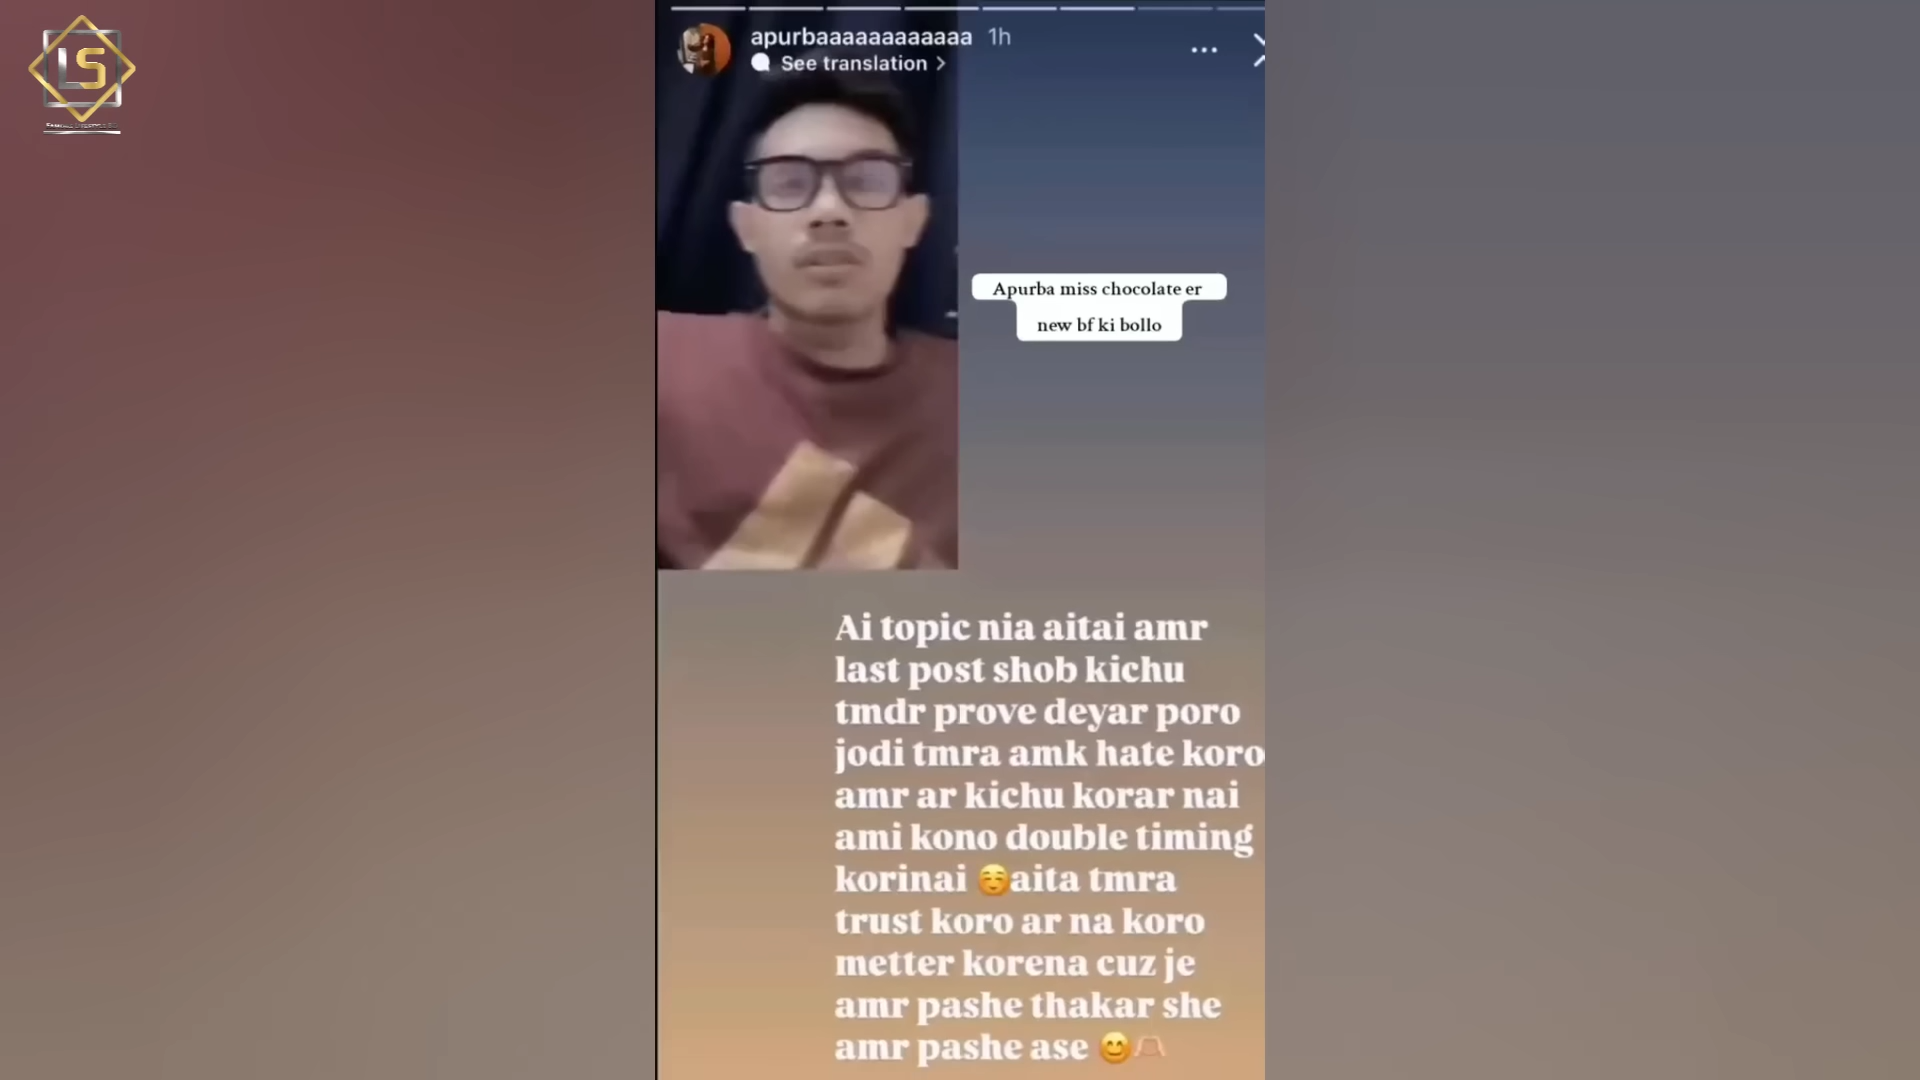 LS
apurbaaaaaaaaaaaa 1h
See translation >
Apurba miss chocolate er
new bf ki bollo
Ai topic nia aitai amr
last post shob kichu
tmdr prove deyar poro
jodi tmra amk hate koro
amr ar kichu korar nai
ami kono double timing
korinai ☺️aita tmra
trust koro ar na koro
metter korena cuz je
amr pashe thakar she
amr pashe ase 😊🫶🏻